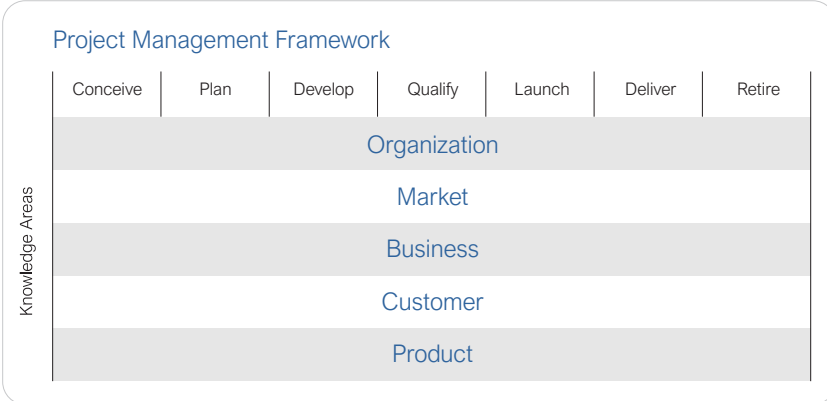 Project Management Framework
Conceive Plan Develop Qualify Launch Deliver Retire
Knowledge Areas
Organization
Market
Business
Customer
Product